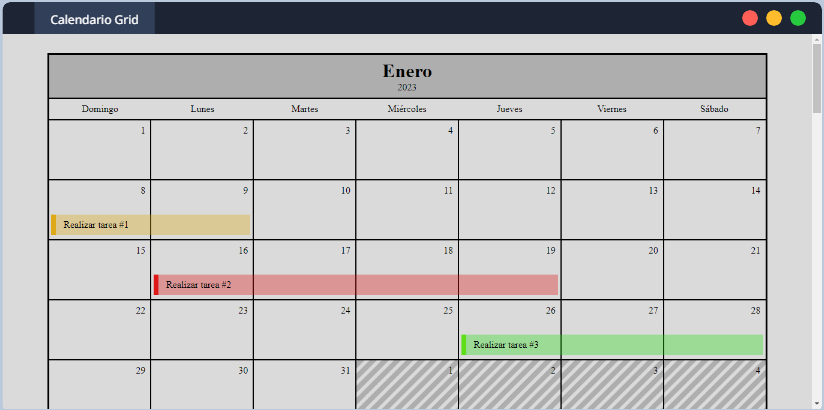 Calendario Grid
Enero
2023
Domingo Lunes Martes Miércoles Jueves Viernes Sábado
1 2 3 4 5 6 7
8 9 10 11 12 13 14
Realizar tarea #1
15 16 17 18 19 20 21
Realizar tarea #2
22 23 24 25 26 27 28
Realizar tarea #3
29 30 31 1 2 3 4